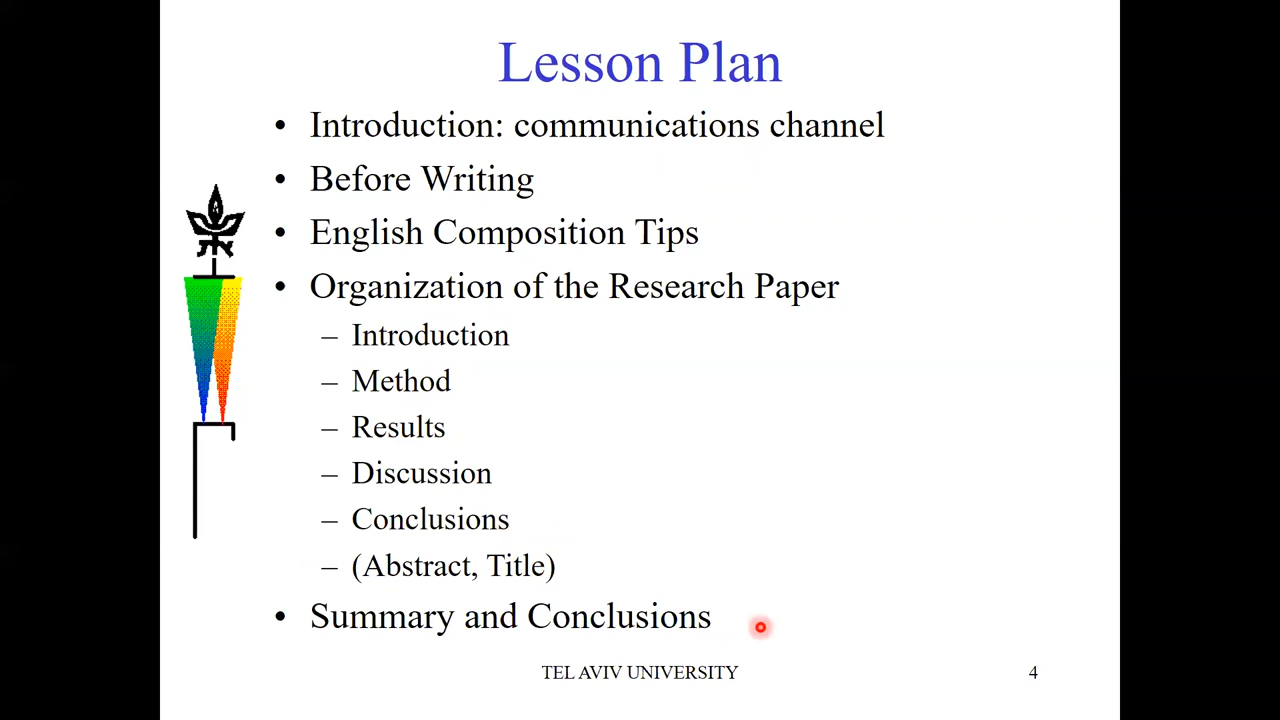 Lesson Plan
• Introduction: communications channel
• Before Writing
• English Composition Tips
• Organization of the Research Paper
– Introduction
– Method
– Results
– Discussion
– Conclusions
– (Abstract, Title)
• Summary and Conclusions
TEL AVIV UNIVERSITY
4